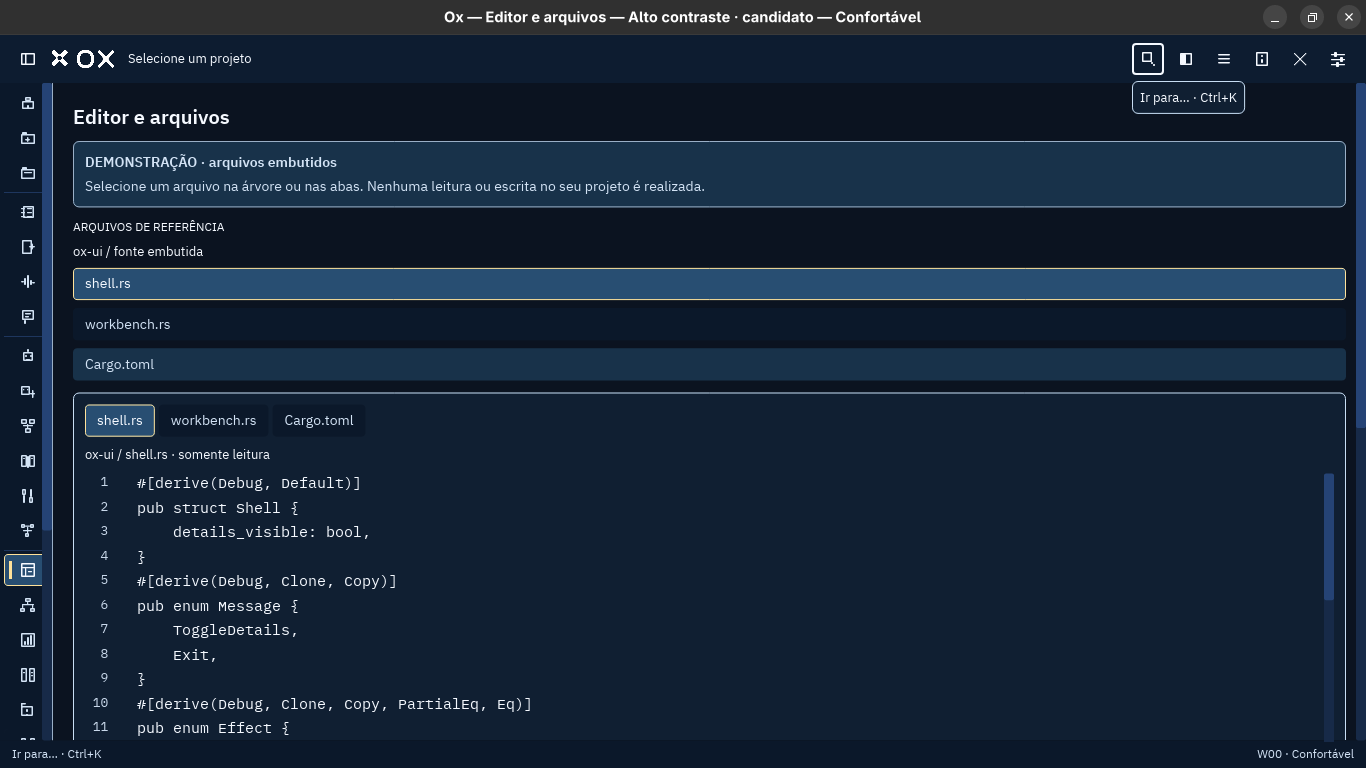 Ox — Editor e arquivos — Alto contraste · candidato — Confortável
OX Selecione um projeto
Ir para... · Ctrl+K
Editor e arquivos
DEMONSTRAÇÃO · arquivos embutidos
Selecione um arquivo na árvore ou nas abas. Nenhuma leitura ou escrita no seu projeto é realizada.
ARQUIVOS DE REFERÊNCIA
ox-ui / fonte embutida
shell.rs
workbench.rs
Cargo.toml
shell.rs workbench.rs Cargo.toml
ox-ui / shell.rs · somente leitura
1 #[derive(Debug, Default)]
2 pub struct Shell {
3     details_visible: bool,
4 }
5 #[derive(Debug, Clone, Copy)]
6 pub enum Message {
7     ToggleDetails,
8     Exit,
9 }
10 #[derive(Debug, Clone, Copy, PartialEq, Eq)]
11 pub enum Effect {
Ir para... · Ctrl+K W00 · Confortável